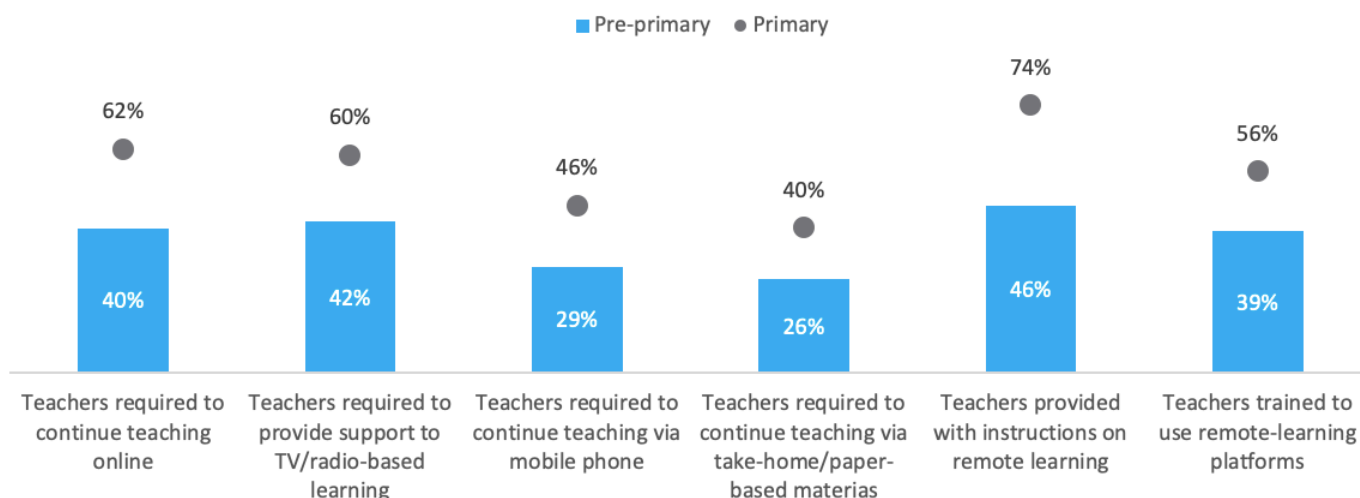 Pre-primary Primary
62%
60%
46%
40%
74%
56%
40%
42%
29%
26%
46%
39%
Teachers required to
continue teaching
online
Teachers required to
provide support to
TV/radio-based
learning
Teachers required to
continue teaching via
mobile phone
Teachers required to
continue teaching via
take-home/paper-
based materias
Teachers provided
with instructions on
remote learning
Teachers trained to
use remote-learning
platforms